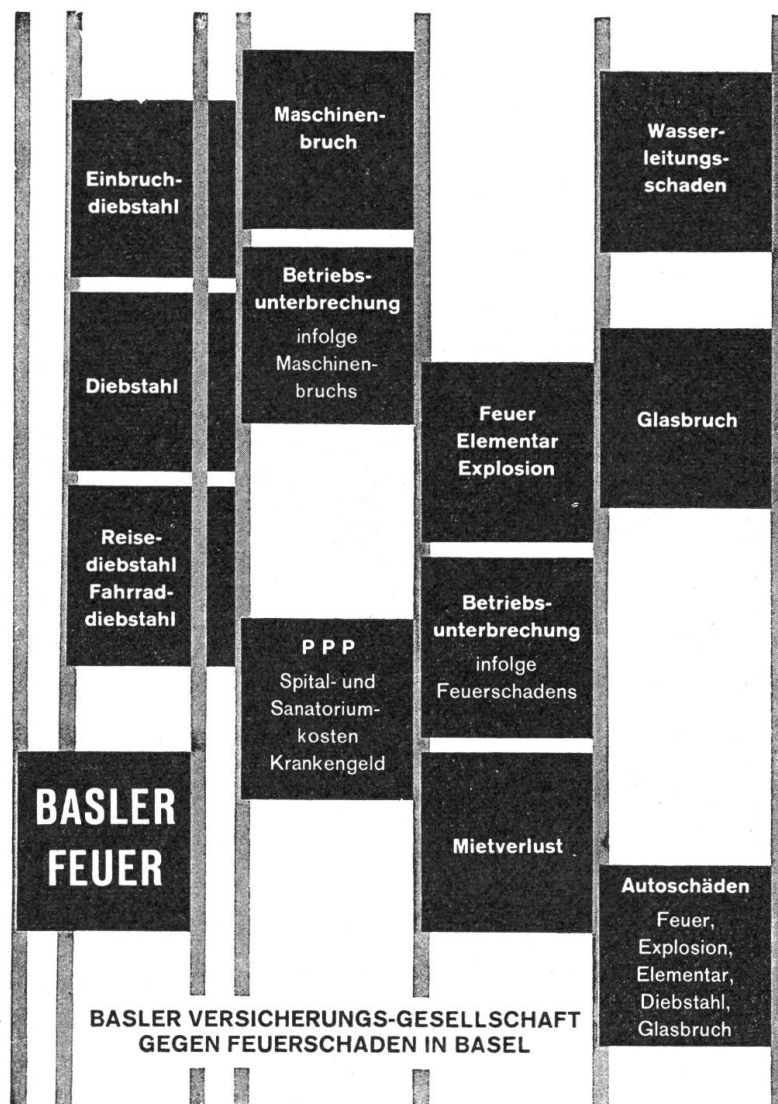 Einbruch-
diebstahl
Diebstahl
Reise-
diebstahl
Fahrrad-
diebstahl
BASLER
FEUER
Maschinen-
bruch
Betriebs-
unterbrechung
infolge
Maschinen-
bruchs
P P P
Spital- und
Sanatorium-
kosten
Krankengeld
Feuer
Elementar
Explosion
Betriebs-
unterbrechung
infolge
Feuerschadens
Mietverlust
Wasser-
leitungs-
schaden
Glasbruch
Autoschäden
Feuer,
Explosion,
Elementar,
Diebstahl,
Glasbruch
BASLER VERSICHERUNGS-GESELLSCHAFT
GEGEN FEUERSCHADEN IN BASEL